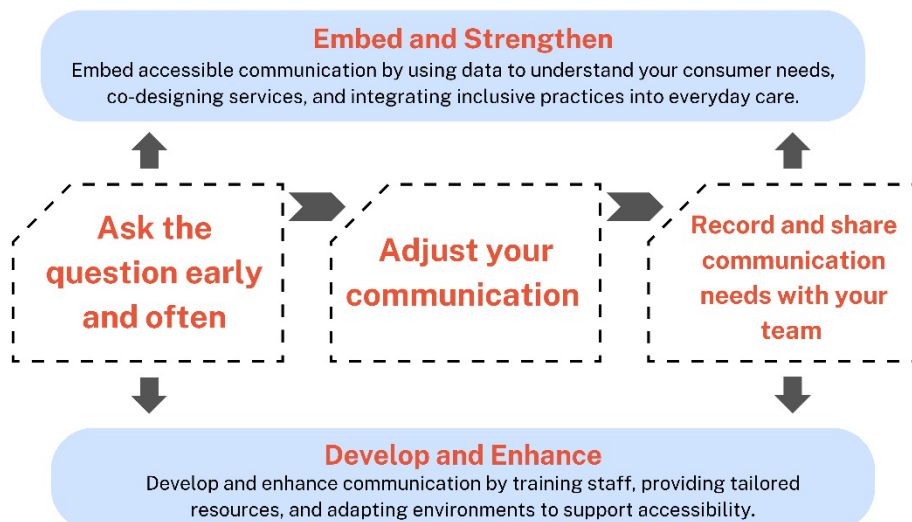 Embed and Strengthen
Embed accessible communication by using data to understand your consumer needs,
co-designing services, and integrating inclusive practices into everyday care.
Ask the
question early
and often
Adjust your
communication
Record and share
communication
needs with your
team
Develop and Enhance
Develop and enhance communication by training staff, providing tailored
resources, and adapting environments to support accessibility.